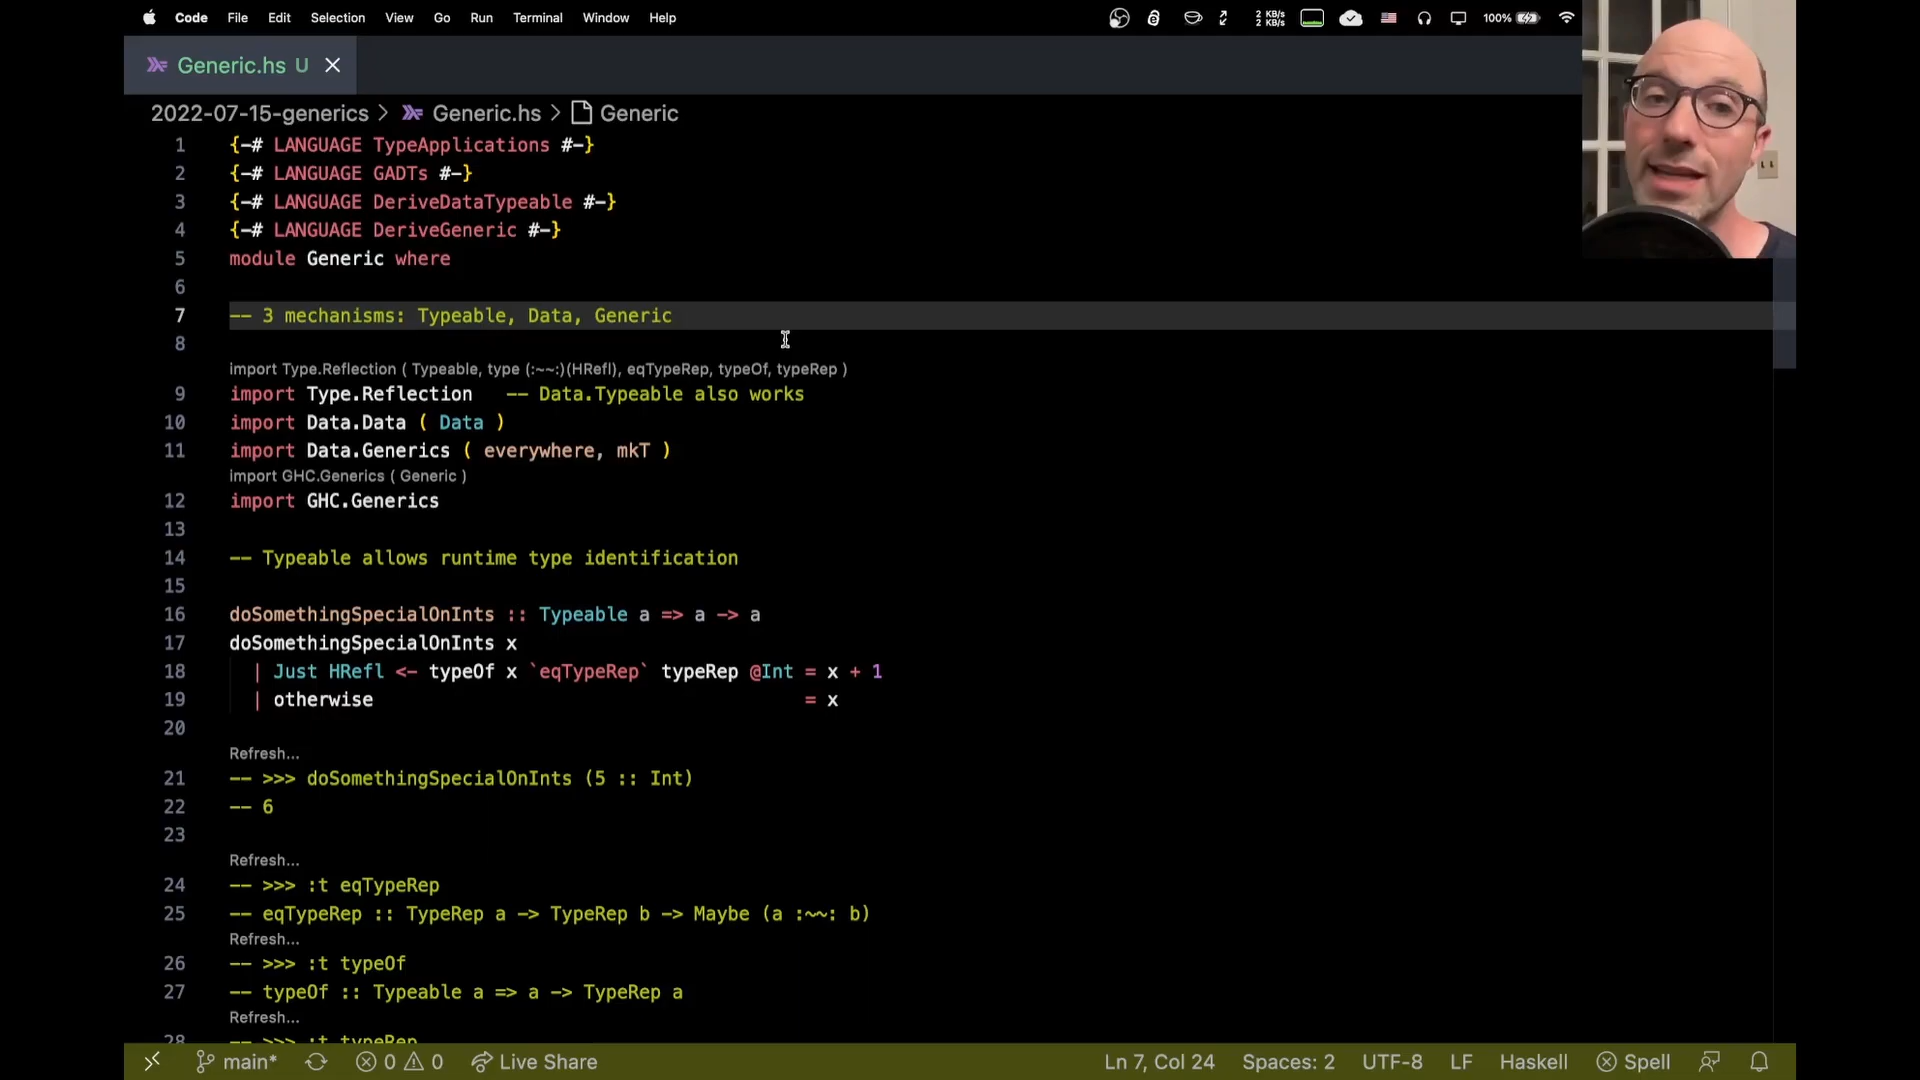 Code File Edit Selection View Go Run Terminal Window Help 2 KB/s 2 KB/s 100%
Generic.hs U
2022-07-15-generics > Generic.hs > Generic
1 {-# LANGUAGE TypeApplications #-}
2 {-# LANGUAGE GADTs #-}
3 {-# LANGUAGE DeriveDataTypeable #-}
4 {-# LANGUAGE DeriveGeneric #-}
5 module Generic where
6
7 -- 3 mechanisms: Typeable, Data, Generic
8
import Type.Reflection ( Typeable, type (:~~:)(HRefl), eqTypeRep, typeOf, typeRep )
9 import Type.Reflection -- Data.Typeable also works
10 import Data.Data ( Data )
11 import Data.Generics ( everywhere, mkT )
import GHC.Generics ( Generic )
12 import GHC.Generics
13
14 -- Typeable allows runtime type identification
15
16 doSomethingSpecialOnInts :: Typeable a => a -> a
17 doSomethingSpecialOnInts x
18 | Just HRefl <- typeOf x `eqTypeRep` typeRep @Int = x + 1
19 | otherwise = x
20
Refresh...
21 -- >>> doSomethingSpecialOnInts (5 :: Int)
22 -- 6
23
Refresh...
24 -- >>> :t eqTypeRep
25 -- eqTypeRep :: TypeRep a -> TypeRep b -> Maybe (a :~~: b)
Refresh...
26 -- >>> :t typeOf
27 -- typeOf :: Typeable a => a -> TypeRep a
Refresh...
28 -- >>> :t typeRep
main* 0 0 Live Share Ln 7, Col 24 Spaces: 2 UTF-8 LF Haskell Spell